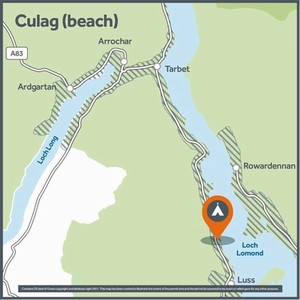 Culag (beach)
A83
Arrochar
Tarbet
Ardgartan
Loch Long
Rowardennan
Loch
Lomond
Luss